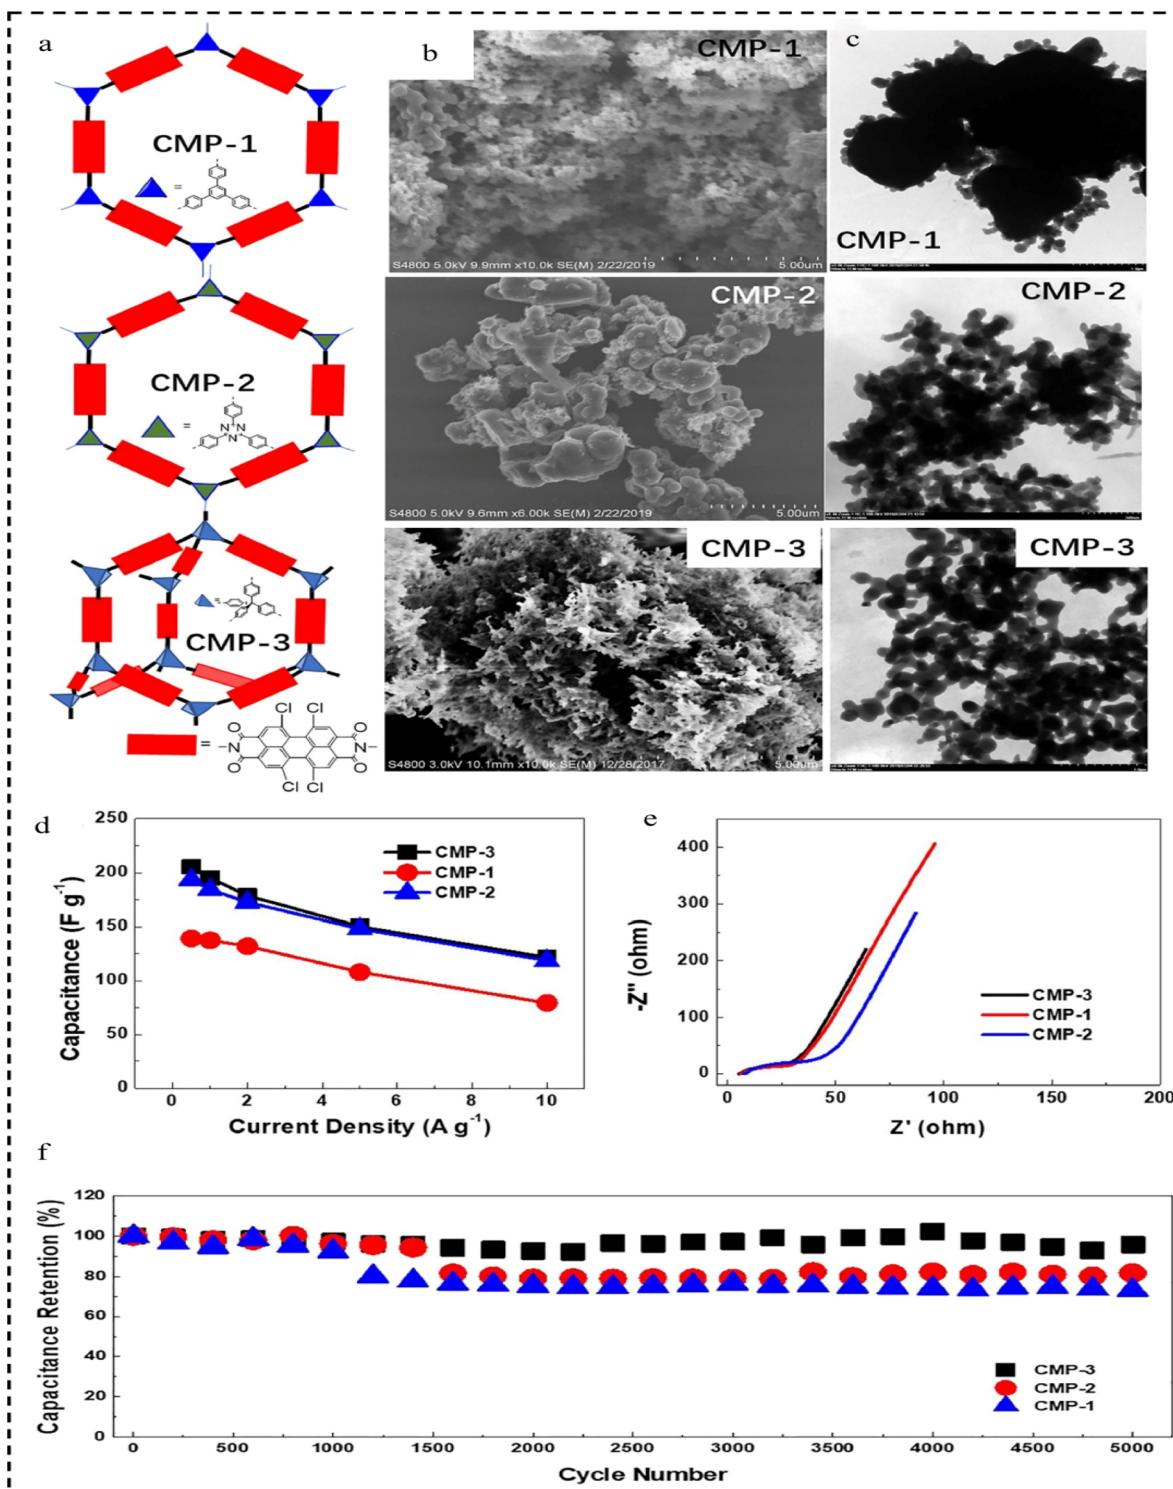 a
CMP-1
=
CMP-2
=
N
N
N
CMP-3
=
=
Cl
Cl
O
O
N
N
O
O
Cl
Cl
b
CMP-1
S4800 5.0kV 9.9mm x10.0k SE(M) 2/22/2019
5.00um
CMP-2
S4800 5.0kV 9.6mm x6.00k SE(M) 2/22/2019
5.00um
CMP-3
S4800 3.0kV 10.1mm x10.0k SE(M) 12/28/2017
5.00um
c
CMP-1
CMP-2
CMP-3
d
250
200
150
100
50
0
Capacitance (F g⁻¹)
CMP-3
CMP-1
CMP-2
0
2
4
6
8
10
Current Density (A g⁻¹)
e
400
300
200
100
0
-Z" (ohm)
CMP-3
CMP-1
CMP-2
0
50
100
150
200
Z' (ohm)
f
120
100
80
60
40
20
0
Capacitance Retention (%)
CMP-3
CMP-2
CMP-1
0
500
1000
1500
2000
2500
3000
3500
4000
4500
5000
Cycle Number